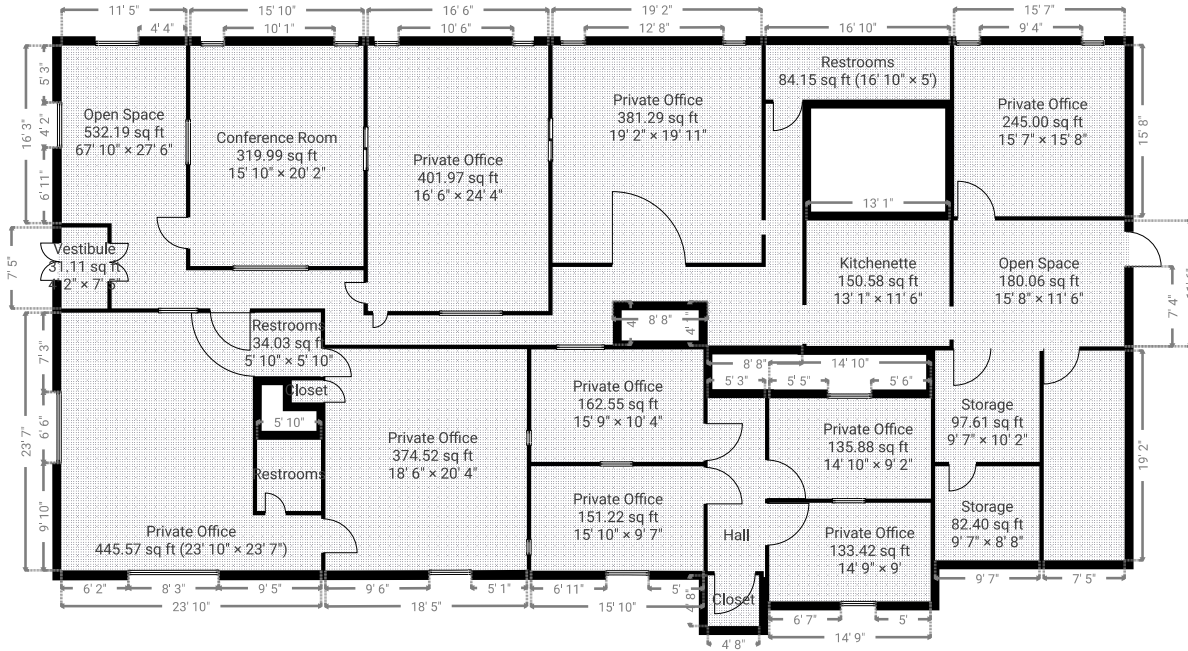 11' 5"
15' 10"
16' 6"
19' 2"
15' 7"
4' 4"
10' 1"
10' 6"
12' 8"
16' 10"
9' 4"
Restrooms
84.15 sq ft (16' 10" × 5')
5' 3"
4' 2"
6' 11"
16' 3"
Open Space
532.19 sq ft
67' 10" × 27' 6"
Conference Room
319.99 sq ft
15' 10" × 20' 2"
Private Office
401.97 sq ft
16' 6" × 24' 4"
Private Office
381.29 sq ft
19' 2" × 19' 11"
Private Office
245.00 sq ft
15' 7" × 15' 8"
15' 8"
13' 1"
7' 5"
Vestibule
31.11 sq ft
4' 2" × 7' 5"
Kitchenette
150.58 sq ft
13' 1" × 11' 6"
Open Space
180.06 sq ft
15' 8" × 11' 6"
7' 4"
8' 8"
Restrooms
34.03 sq ft
5' 10" × 5' 10"
7' 3"
6' 6"
9' 10"
23' 7"
Closet
5' 10"
Restrooms
Private Office
445.57 sq ft (23' 10" × 23' 7")
Private Office
374.52 sq ft
18' 6" × 20' 4"
Private Office
162.55 sq ft
15' 9" × 10' 4"
8' 8"
14' 10"
5' 3"
5' 5"
5' 6"
Private Office
135.88 sq ft
14' 10" × 9' 2"
Storage
97.61 sq ft
9' 7" × 10' 2"
19' 2"
Private Office
151.22 sq ft
15' 10" × 9' 7"
Hall
Private Office
133.42 sq ft
14' 9" × 9'
Storage
82.40 sq ft
9' 7" × 8' 8"
6' 2"
8' 3"
9' 5"
9' 6"
5' 1"
6' 11"
5'
4' 8"
Closet
9' 7"
7' 5"
23' 10"
18' 5"
15' 10"
6' 7"
5'
4' 8"
14' 9"